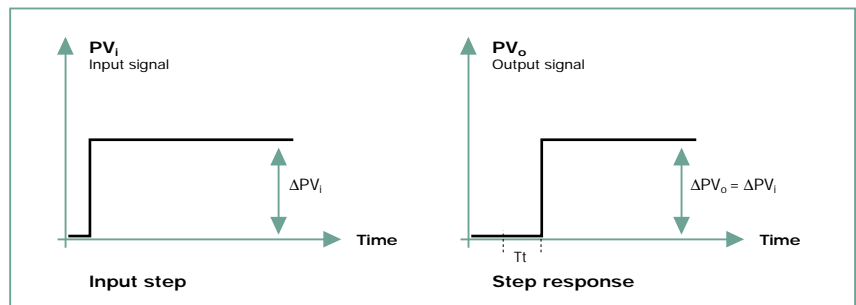 PVi
Input signal
ΔPVi
Time
Input step
PVo
Output signal
ΔPVo = ΔPVi
Time
Tt
Step response